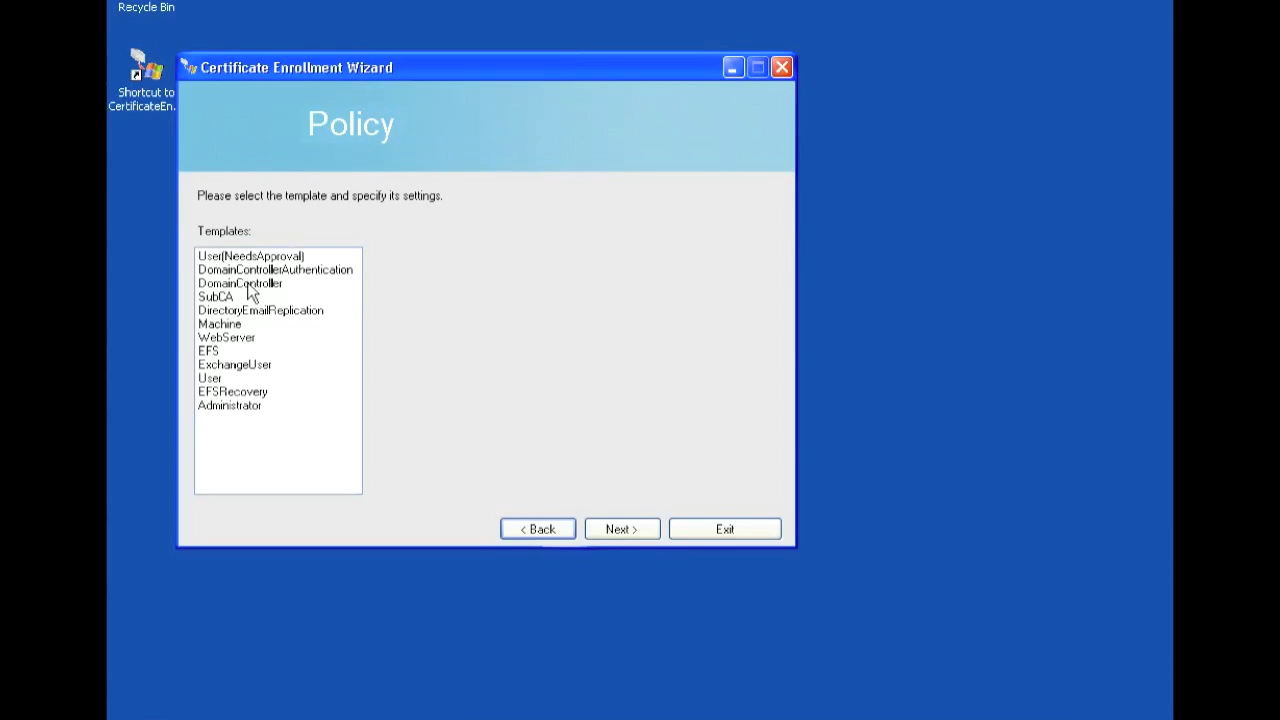 Recycle Bin
Shortcut to
CertificateEn...
Certificate Enrollment Wizard
Policy
Please select the template and specify its settings.
Templates:
User(NeedsApproval)
DomainControllerAuthentication
DomainController
SubCA
DirectoryEmailReplication
Machine
WebServer
EFS
ExchangeUser
User
EFSRecovery
Administrator
< Back
Next >
Exit